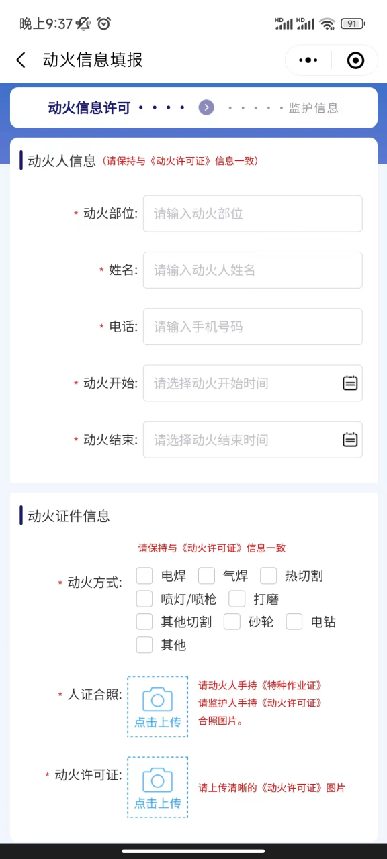 晚上9:37
HD HD 91
动火信息填报
动火信息许可 监护信息
动火人信息（请保持与《动火许可证》信息一致）
* 动火部位: 请输入动火部位
* 姓名: 请输入动火人姓名
* 电话: 请输入手机号码
* 动火开始: 请选择动火开始时间
* 动火结束: 请选择动火结束时间
动火证件信息
请保持与《动火许可证》信息一致
* 动火方式: 电焊 气焊 热切割
喷灯/喷枪 打磨
其他切割 砂轮 电钻
其他
* 人证合照: 点击上传
请动火人手持《特种作业证》
请监护人手持《动火许可证》
合照图片。
* 动火许可证: 点击上传
请上传清晰的《动火许可证》图片